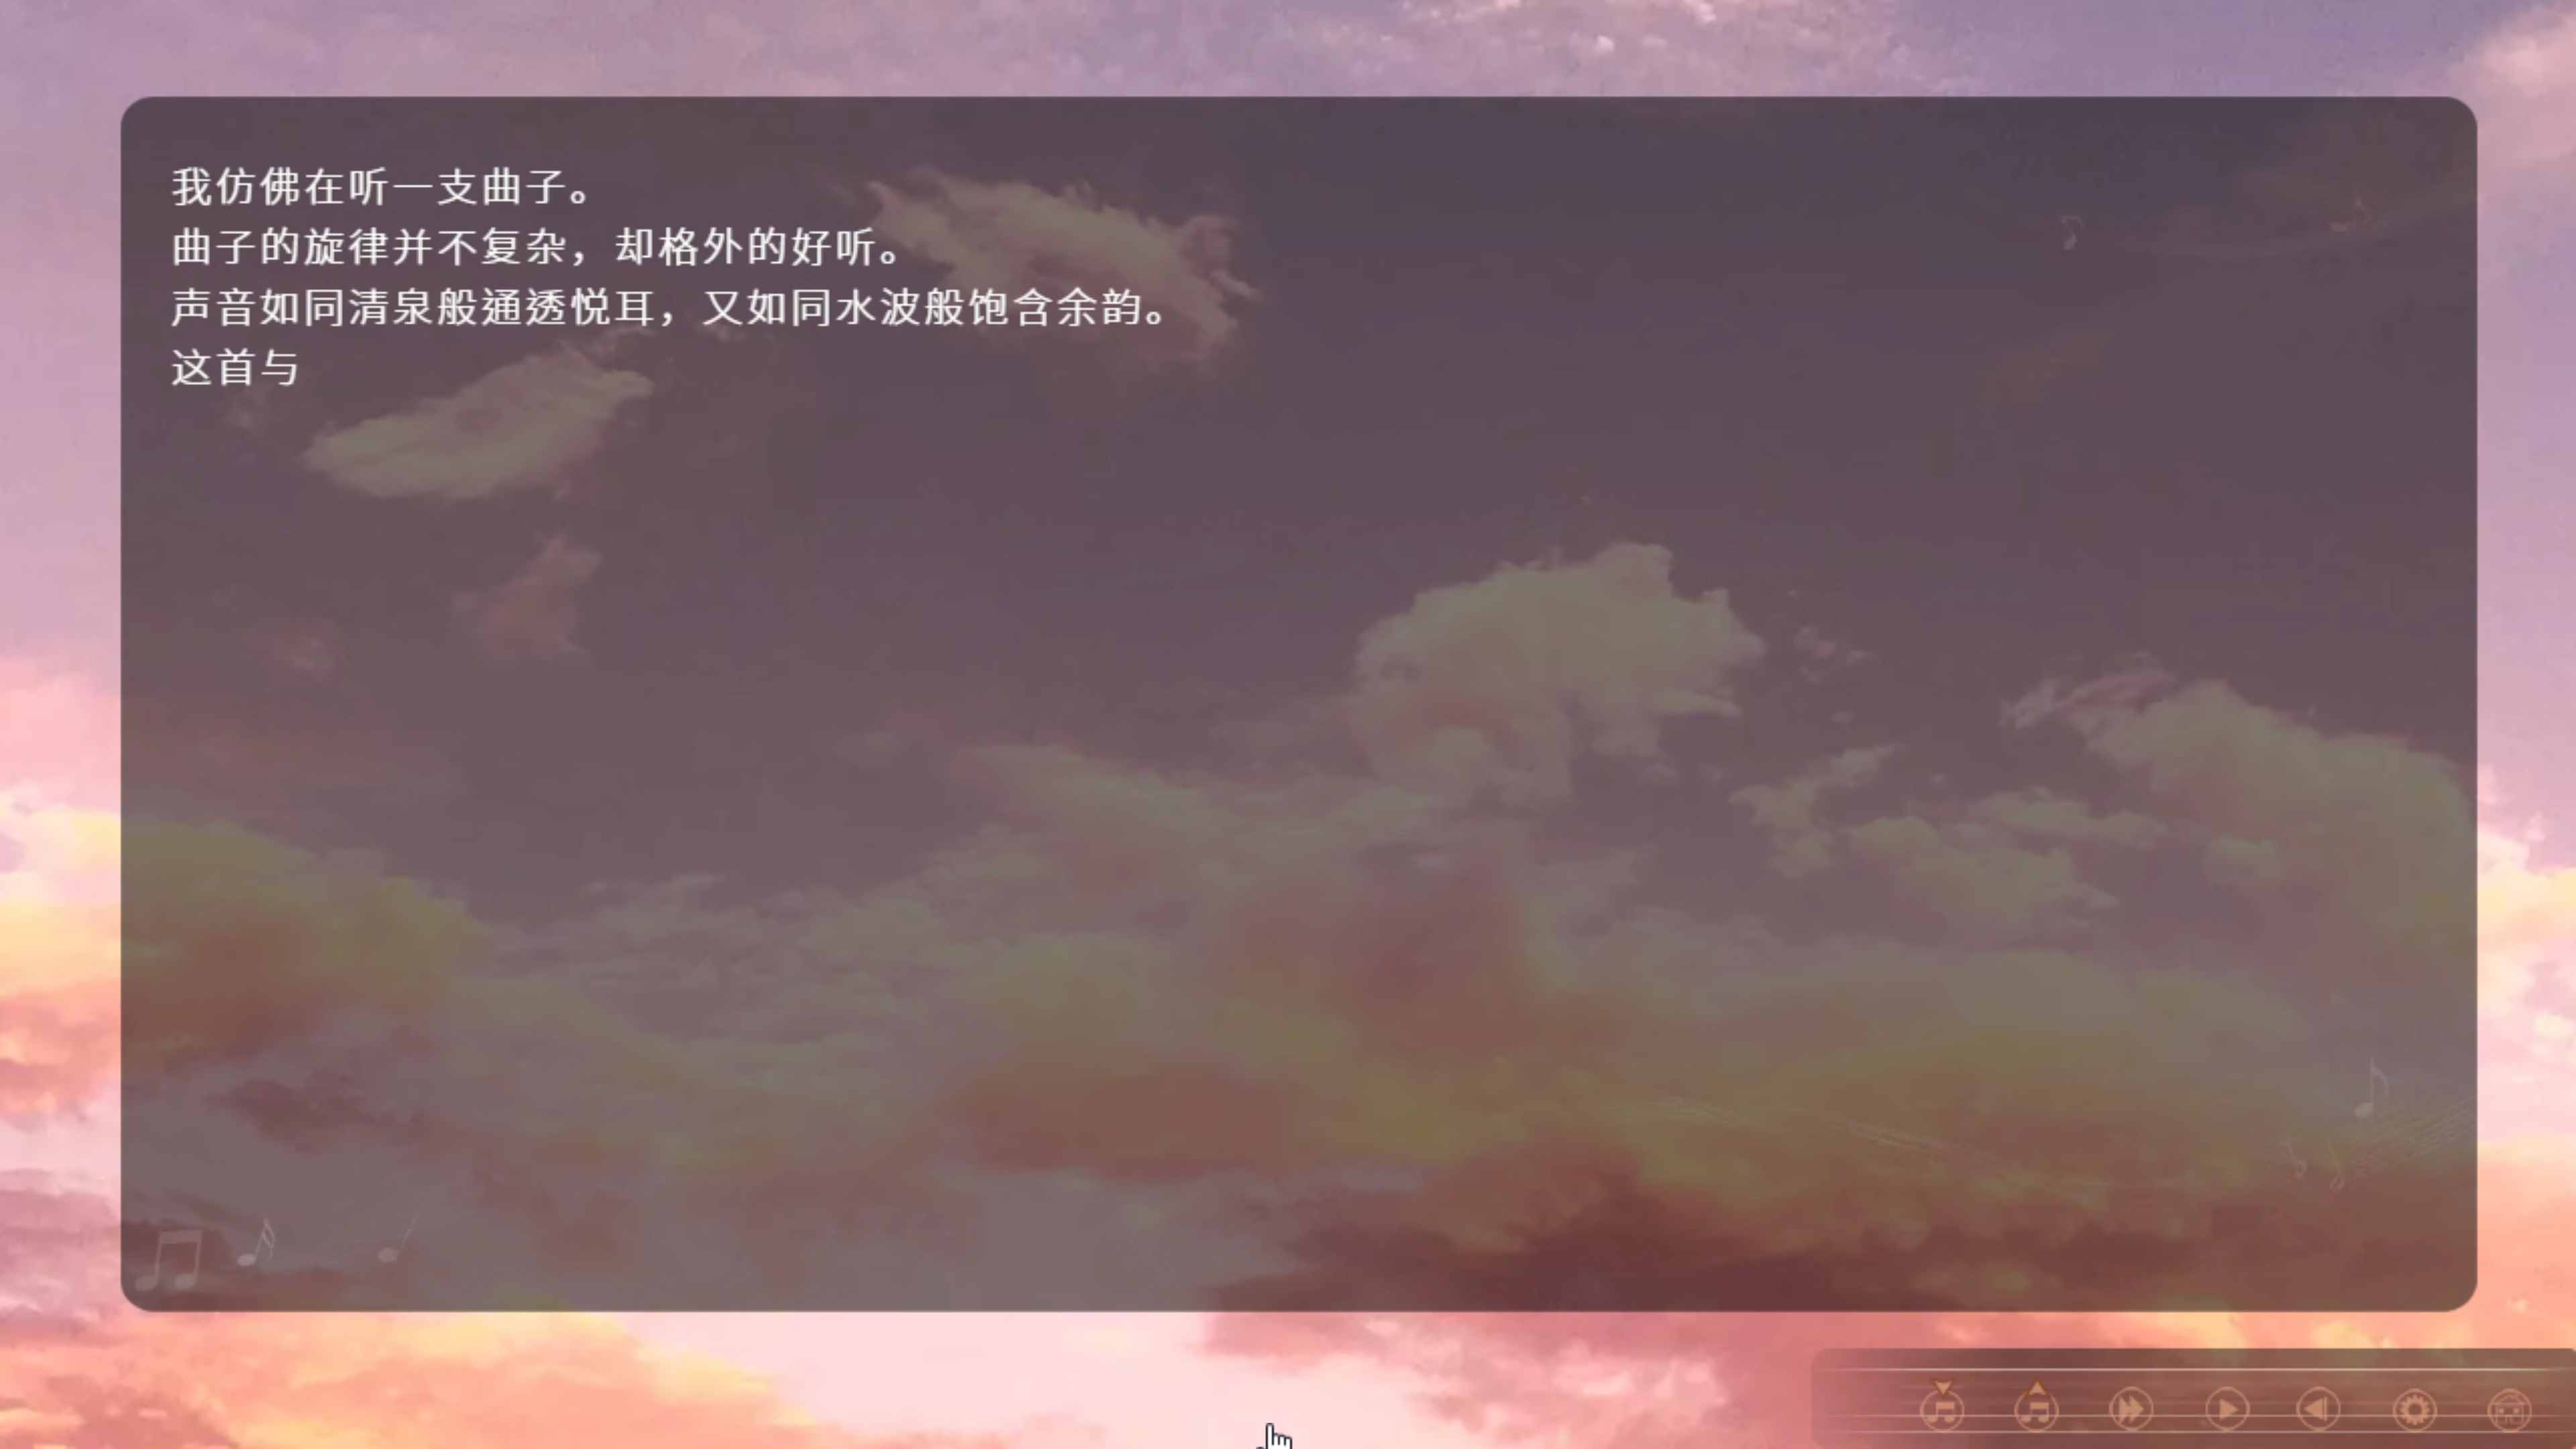 我仿佛在听一支曲子。
曲子的旋律并不复杂，却格外的好听。
声音如同清泉般通透悦耳，又如同水波般饱含余韵。
这首与